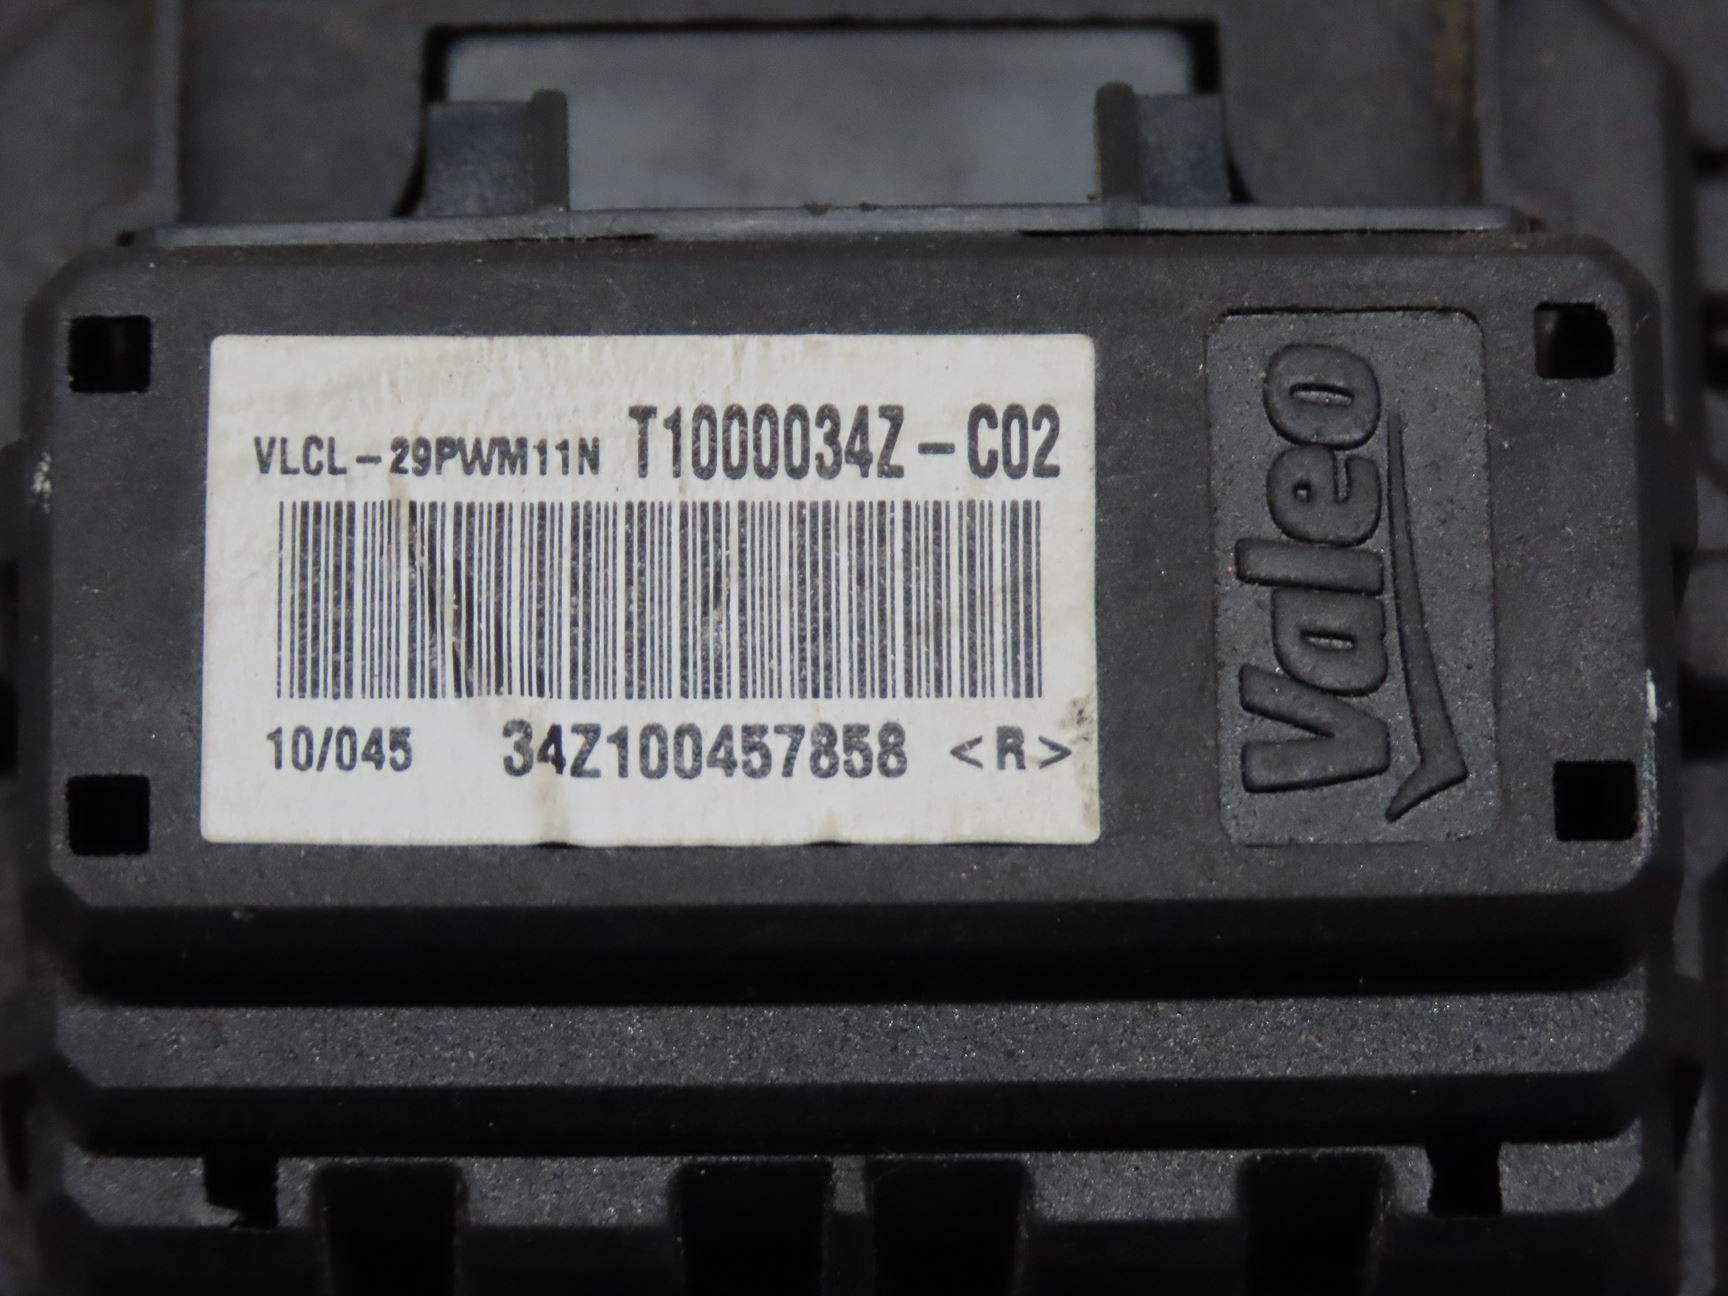 VLCL-29PWM11N T1000034Z-C02
10/045 34Z100457858 <R>
Valeo